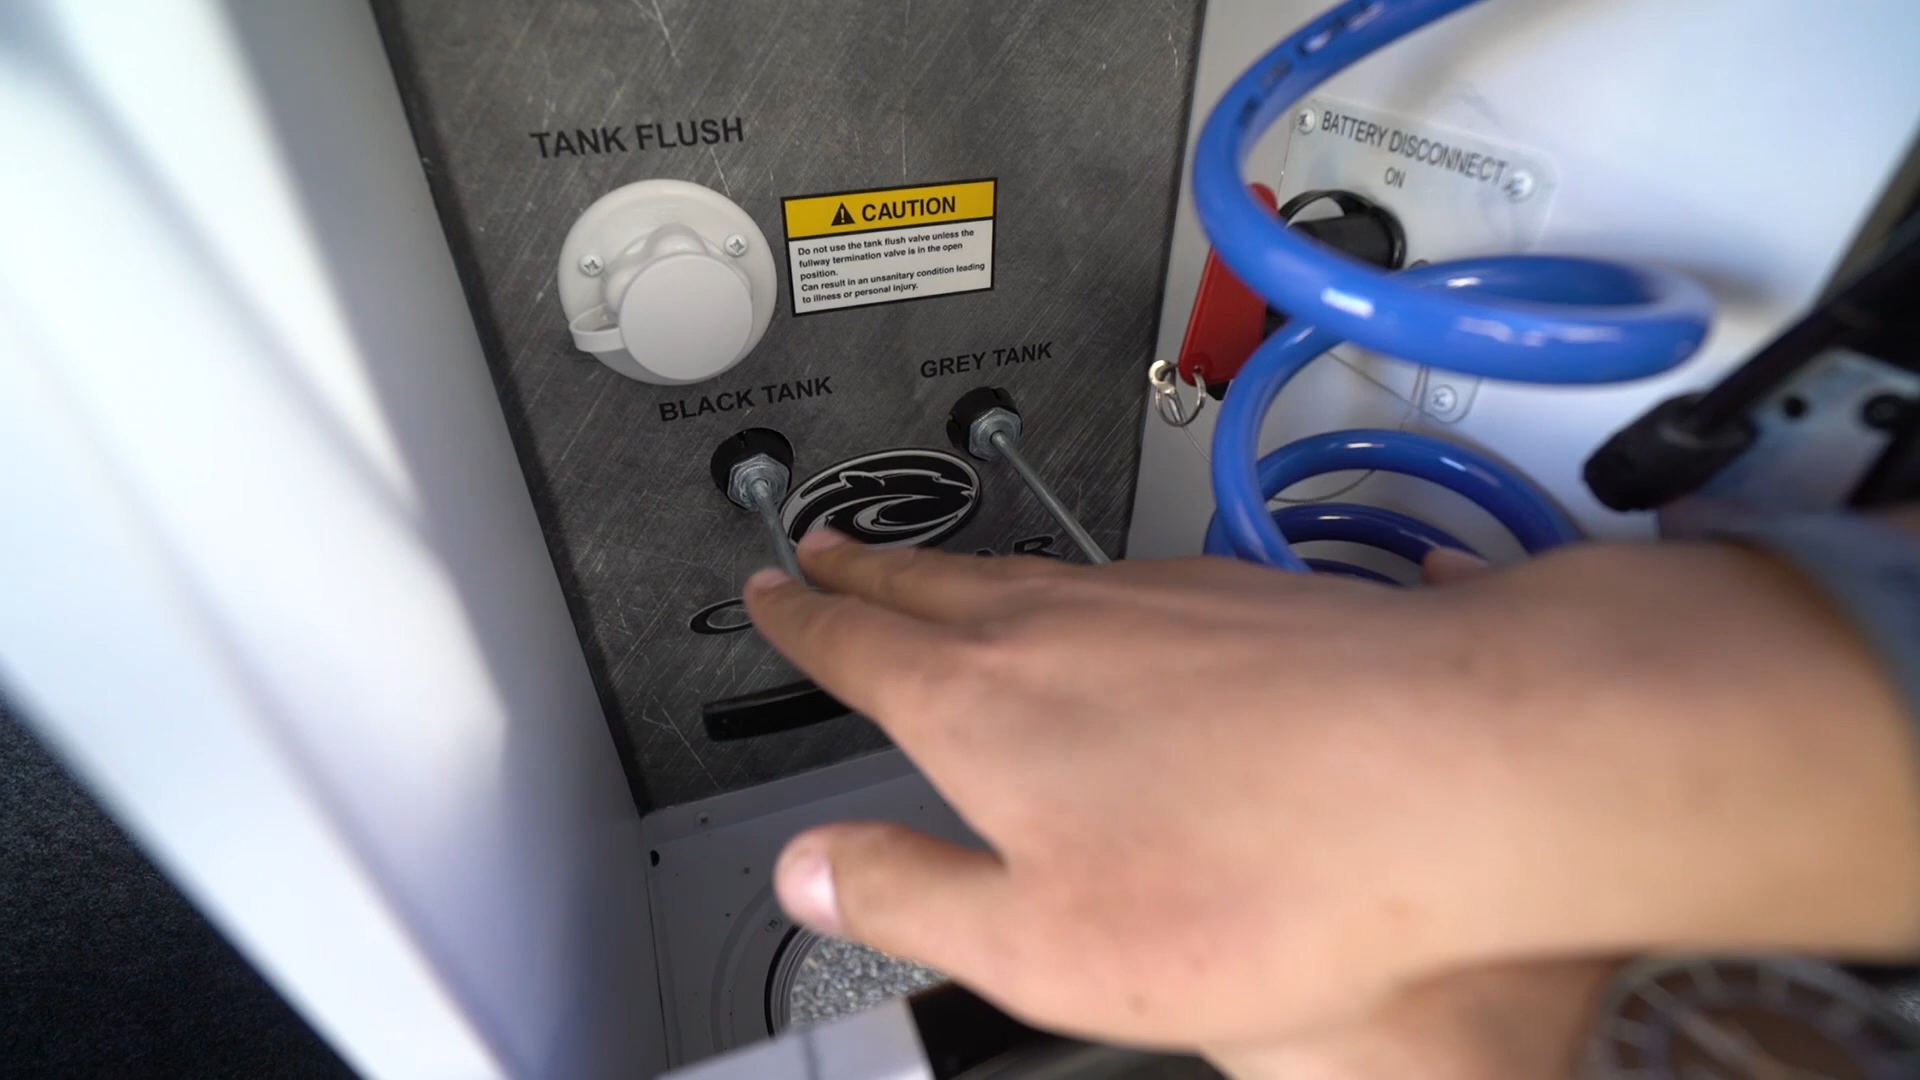 TANK FLUSH
CAUTION
Do not use the tank flush valve unless the
fullway termination valve is in the open
position.
Can result in an unsanitary condition leading
to illness or personal injury.
BATTERY DISCONNECT
ON
BLACK TANK
GREY TANK